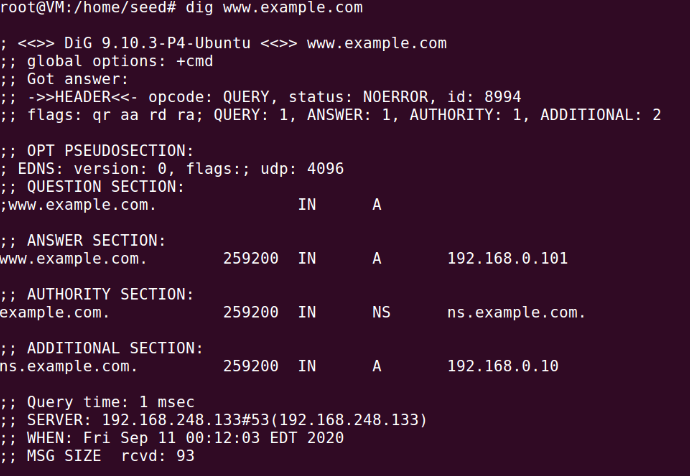 root@VM:/home/seed# dig www.example.com
; <<>> DiG 9.10.3-P4-Ubuntu <<>> www.example.com
;; global options: +cmd
;; Got answer:
;; ->>HEADER<<- opcode: QUERY, status: NOERROR, id: 8994
;; flags: qr aa rd ra; QUERY: 1, ANSWER: 1, AUTHORITY: 1, ADDITIONAL: 2
;; OPT PSEUDOSECTION:
; EDNS: version: 0, flags:; udp: 4096
;; QUESTION SECTION:
;www.example.com. IN A
;; ANSWER SECTION:
www.example.com. 259200 IN A 192.168.0.101
;; AUTHORITY SECTION:
example.com. 259200 IN NS ns.example.com.
;; ADDITIONAL SECTION:
ns.example.com. 259200 IN A 192.168.0.10
;; Query time: 1 msec
;; SERVER: 192.168.248.133#53(192.168.248.133)
;; WHEN: Fri Sep 11 00:12:03 EDT 2020
;; MSG SIZE rcvd: 93